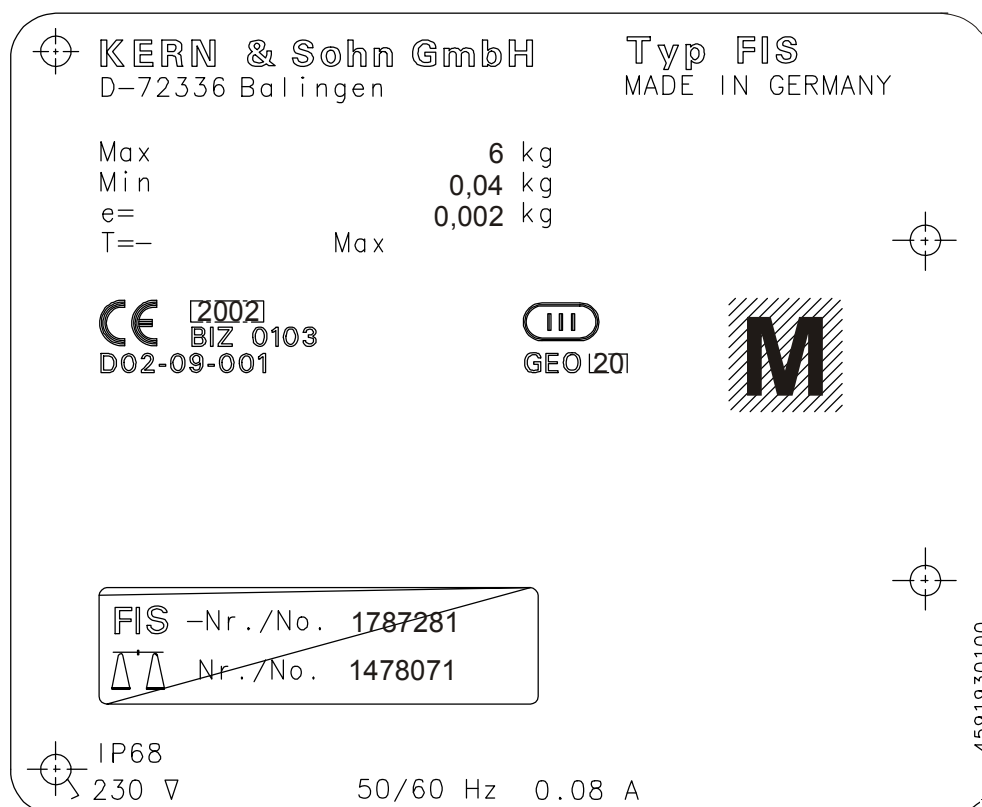 KERN & Sohn GmbH Typ FIS
D-72336 Balingen MADE IN GERMANY
Max 6 kg
Min 0,04 kg
e= 0,002 kg
T=- Max
CE 2002
BIZ 0103
D02-09-001
III
GEO 20
M
FIS -Nr./No. 1787281
Nr./No. 1478071
4591930100
IP68
230 V 50/60 Hz 0.08 A